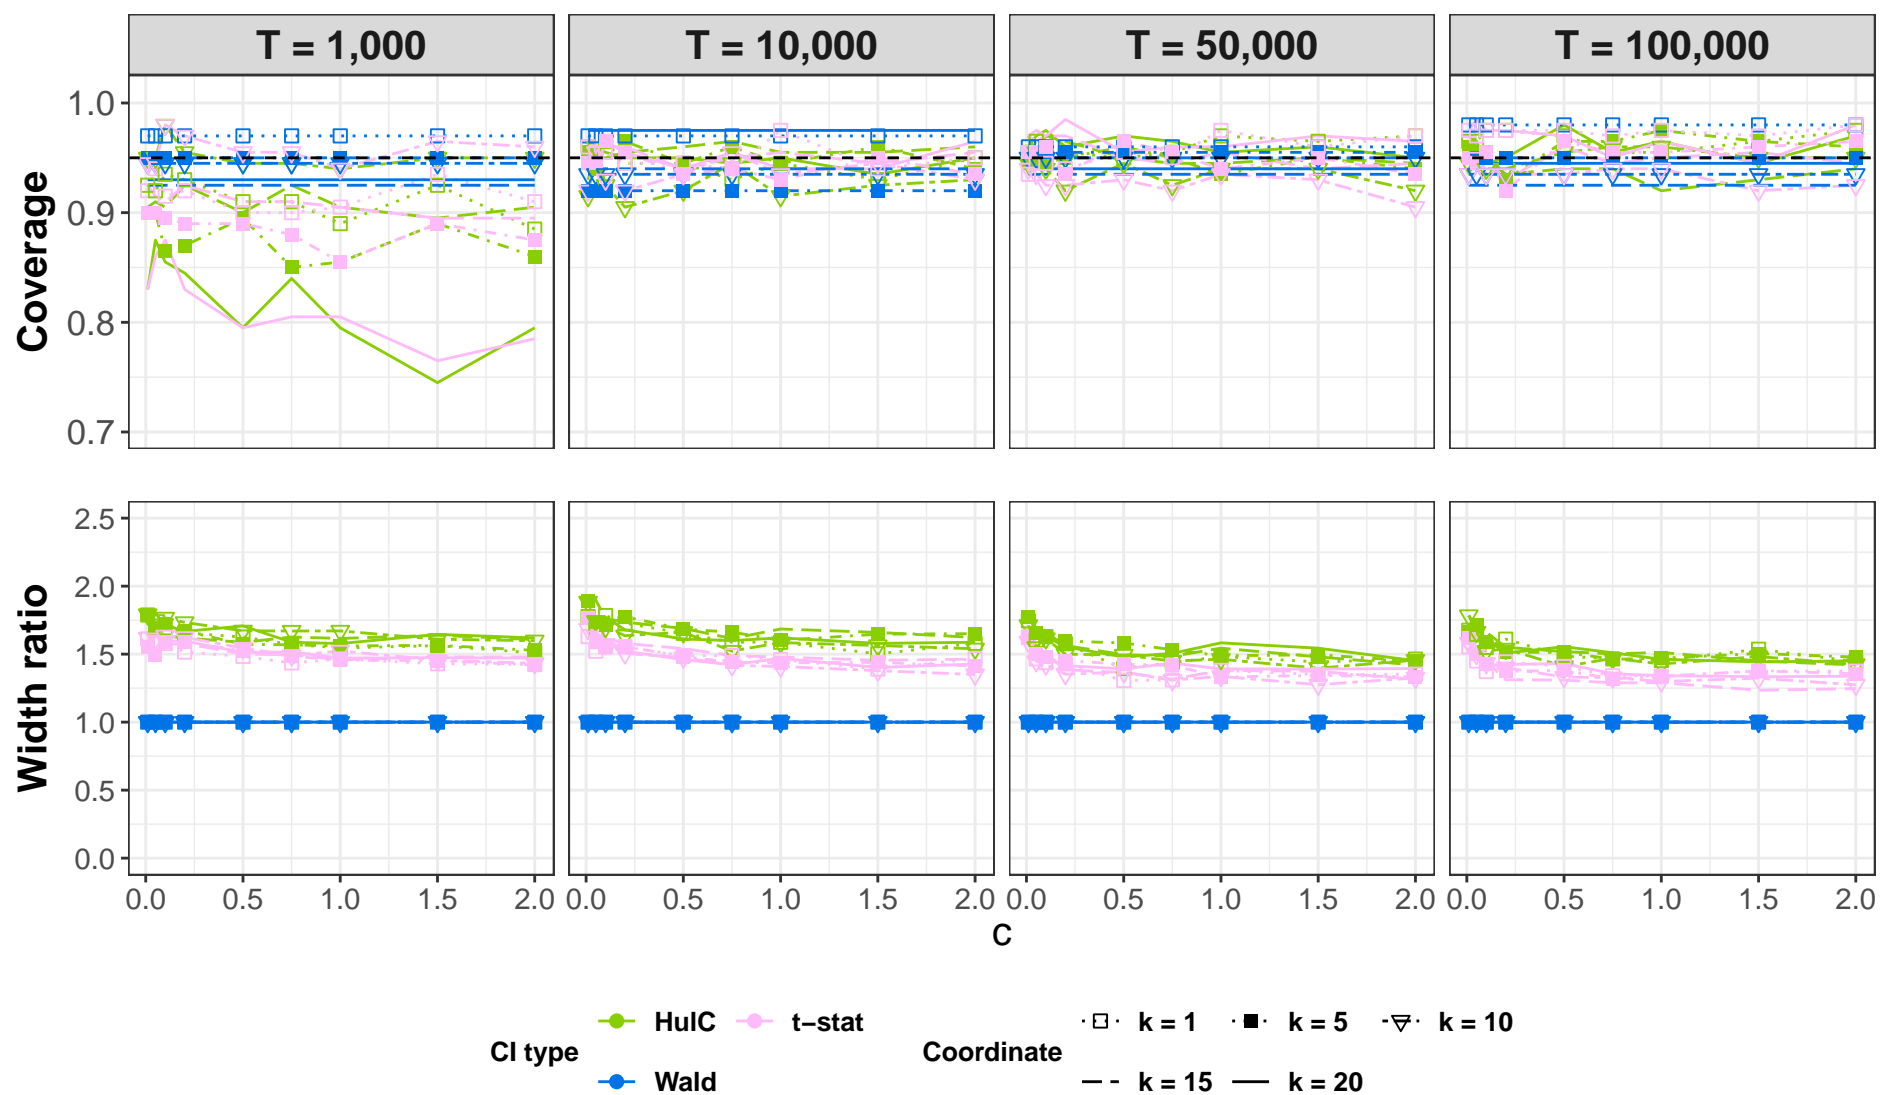 T = 1,000 T = 10,000 T = 50,000 T = 100,000
Coverage
1.0
0.9
0.8
0.7
Width ratio
2.5
2.0
1.5
1.0
0.5
0.0
0.0 0.5 1.0 1.5 2.0 0.0 0.5 1.0 1.5 2.0 0.0 0.5 1.0 1.5 2.0 0.0 0.5 1.0 1.5 2.0
c
CI type
HulC t−stat
Wald
Coordinate
k = 1 k = 5 k = 10
k = 15 k = 20